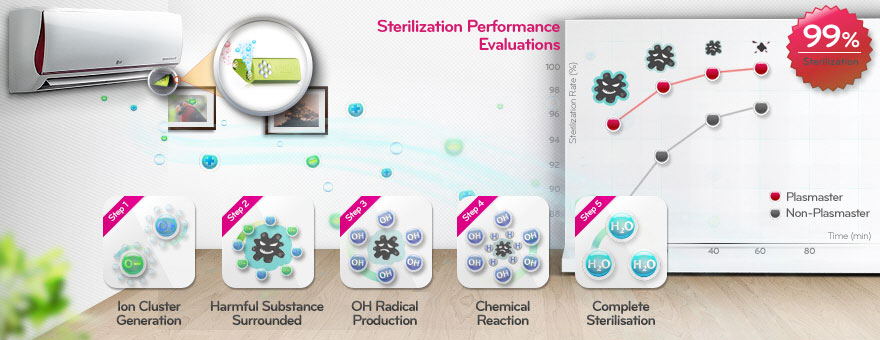 Sterilization Performance
Evaluations
99%
Sterilization
Sterilization Rate (%)
100
98
96
94
92
90
88
Plasmaster
Non-Plasmaster
Time (min)
40
60
80
Step 1
Step 2
Step 3
Step 4
Step 5
OH
OH
OH
OH
OH
OH
OH
OH
OH
OH
OH
OH
H
H
H
H
H
H
H₂O
H₂O
H₂O
Ion Cluster
Generation
Harmful Substance
Surrounded
OH Radical
Production
Chemical
Reaction
Complete
Sterilisation